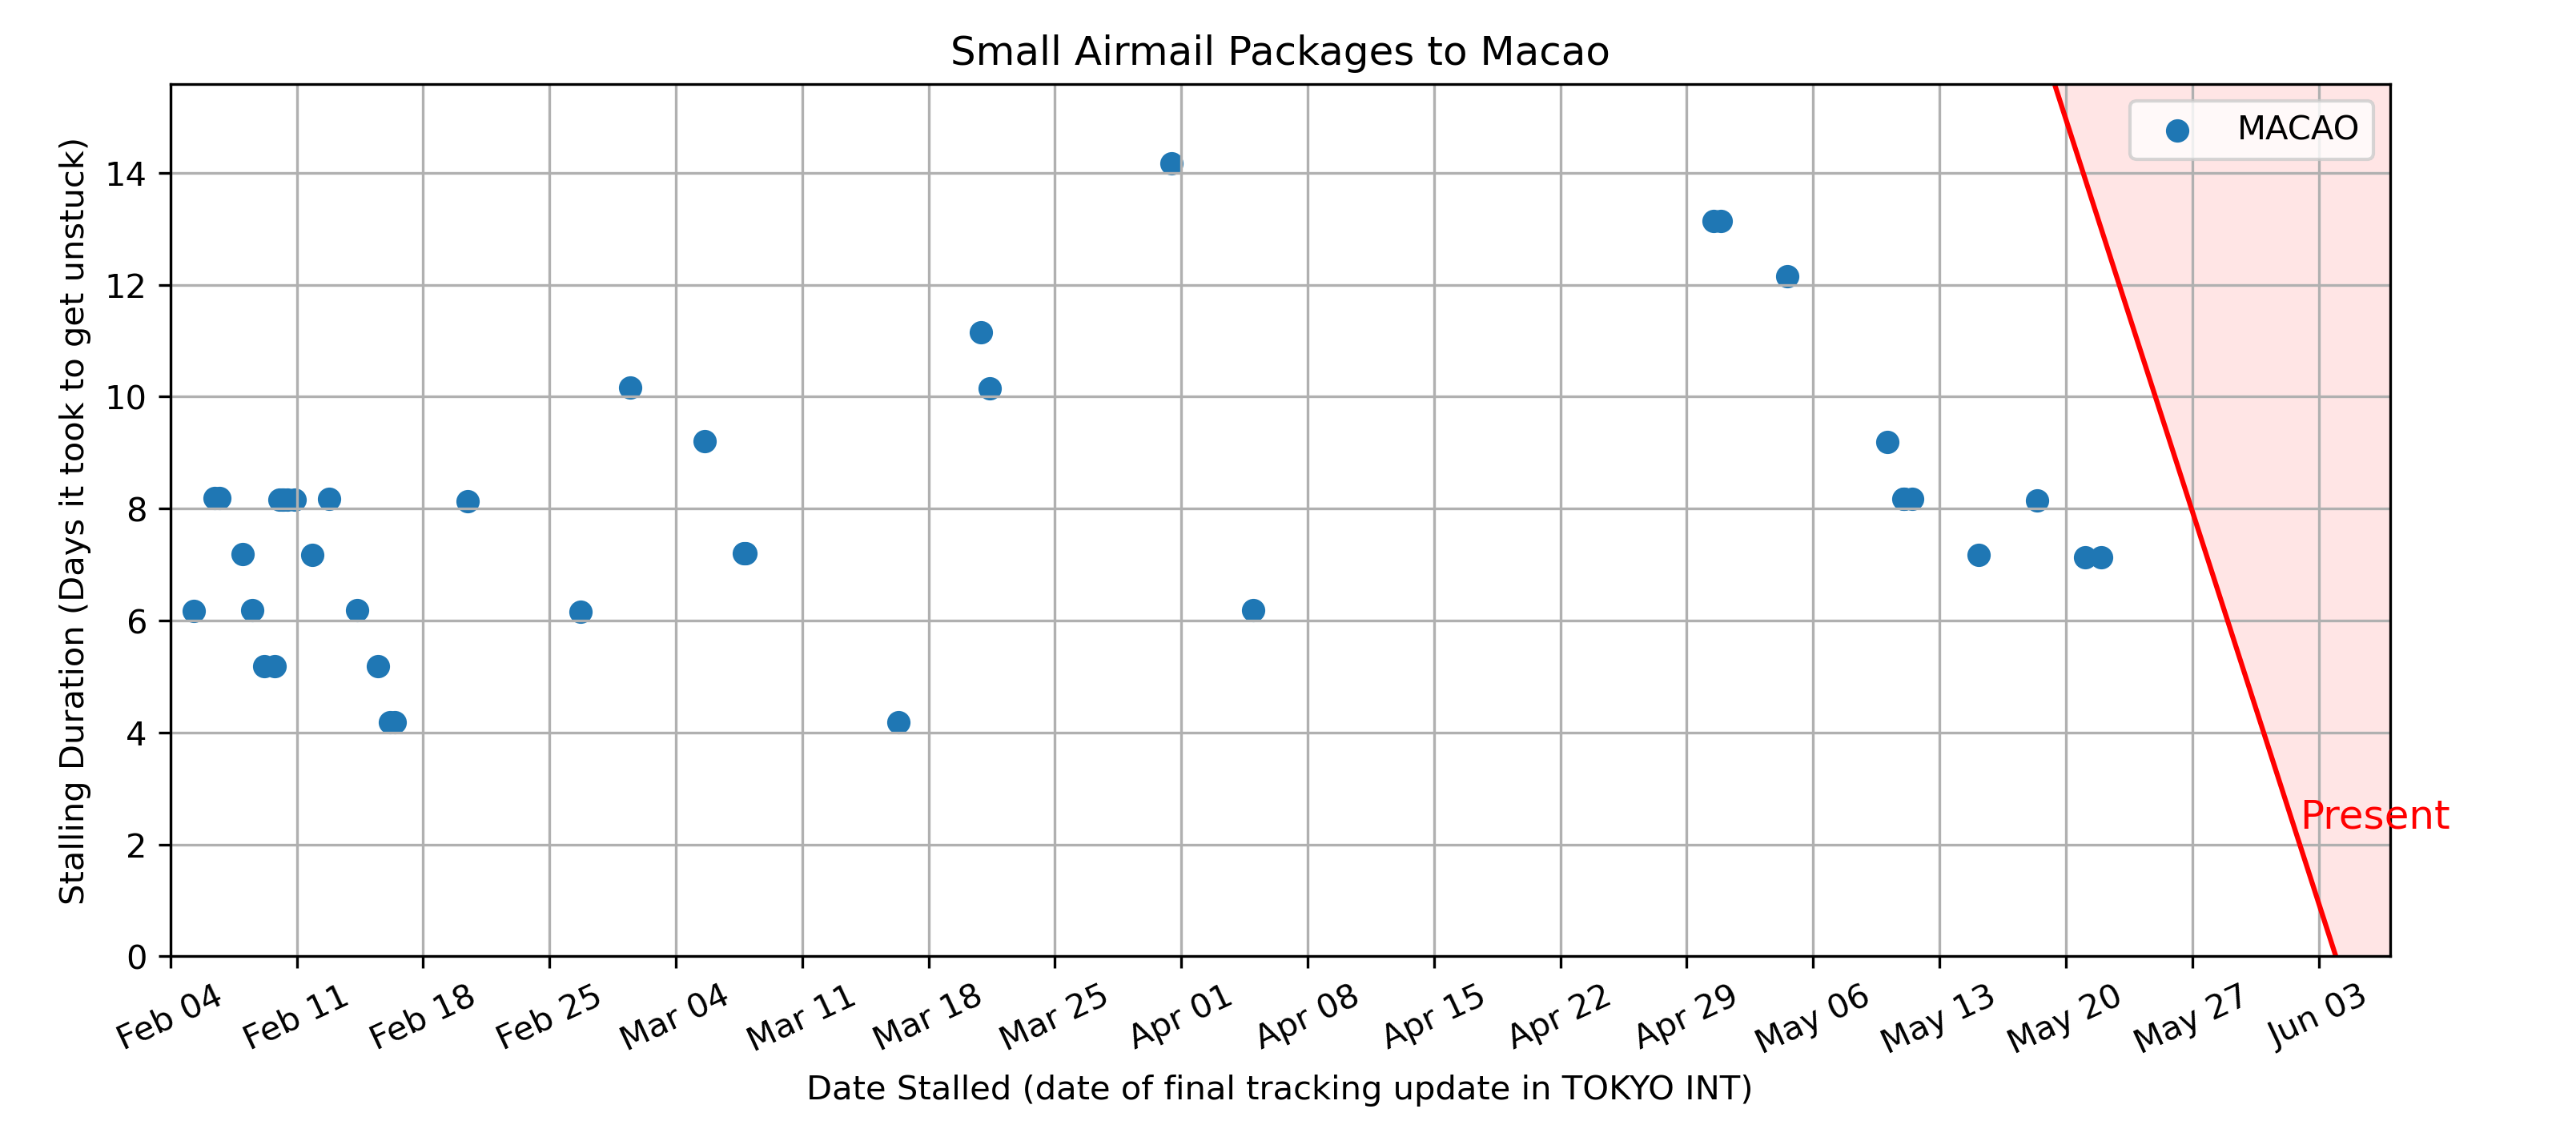 Small Airmail Packages to Macao
MACAO
Stalling Duration (Days it took to get unstuck)
14
12
10
8
6
4
2
0
Present
Feb 04
Feb 11
Feb 18
Feb 25
Mar 04
Mar 11
Mar 18
Mar 25
Apr 01
Apr 08
Apr 15
Apr 22
Apr 29
May 06
May 13
May 20
May 27
Jun 03
Date Stalled (date of final tracking update in TOKYO INT)